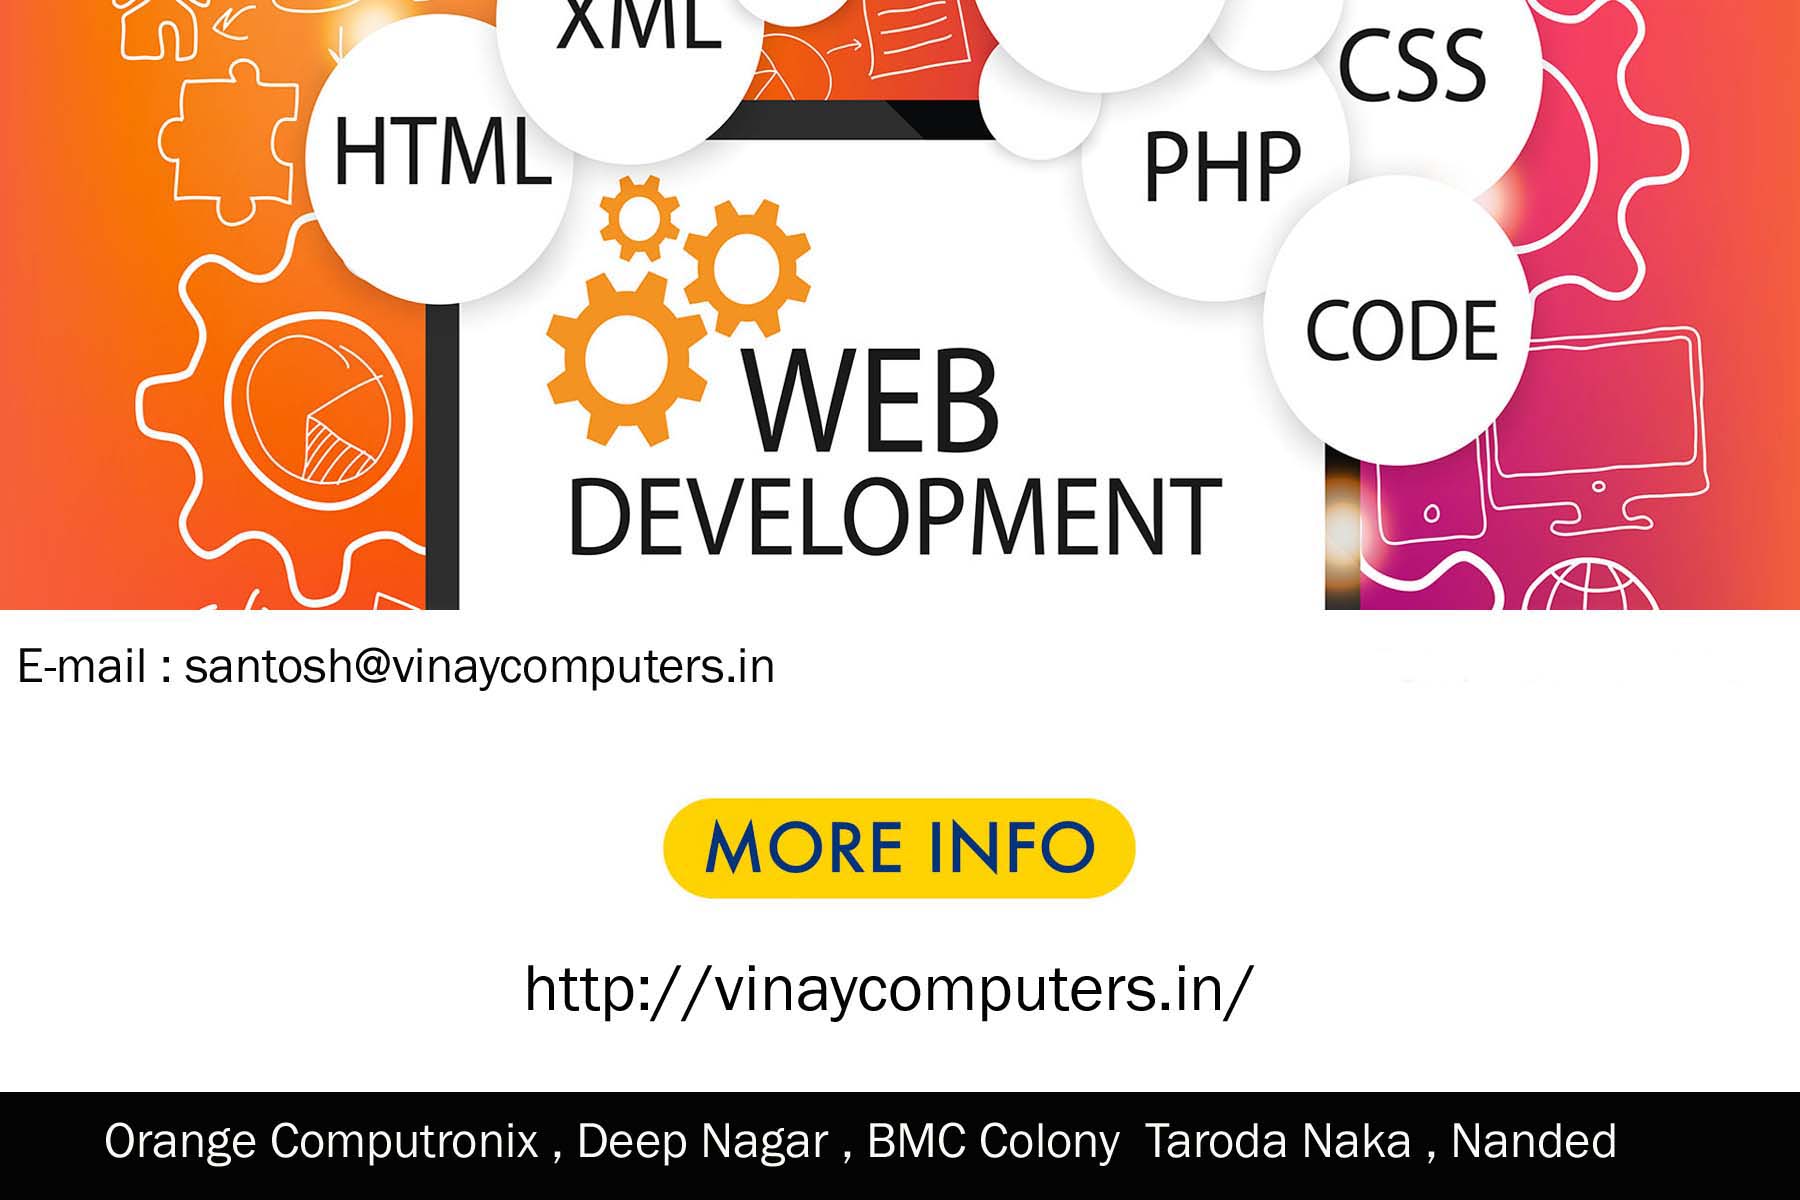 XML
CSS
HTML
PHP
CODE
WEB
DEVELOPMENT
E-mail : santosh@vinaycomputers.in
MORE INFO
http://vinaycomputers.in/
Orange Computronix , Deep Nagar , BMC Colony  Taroda Naka , Nanded